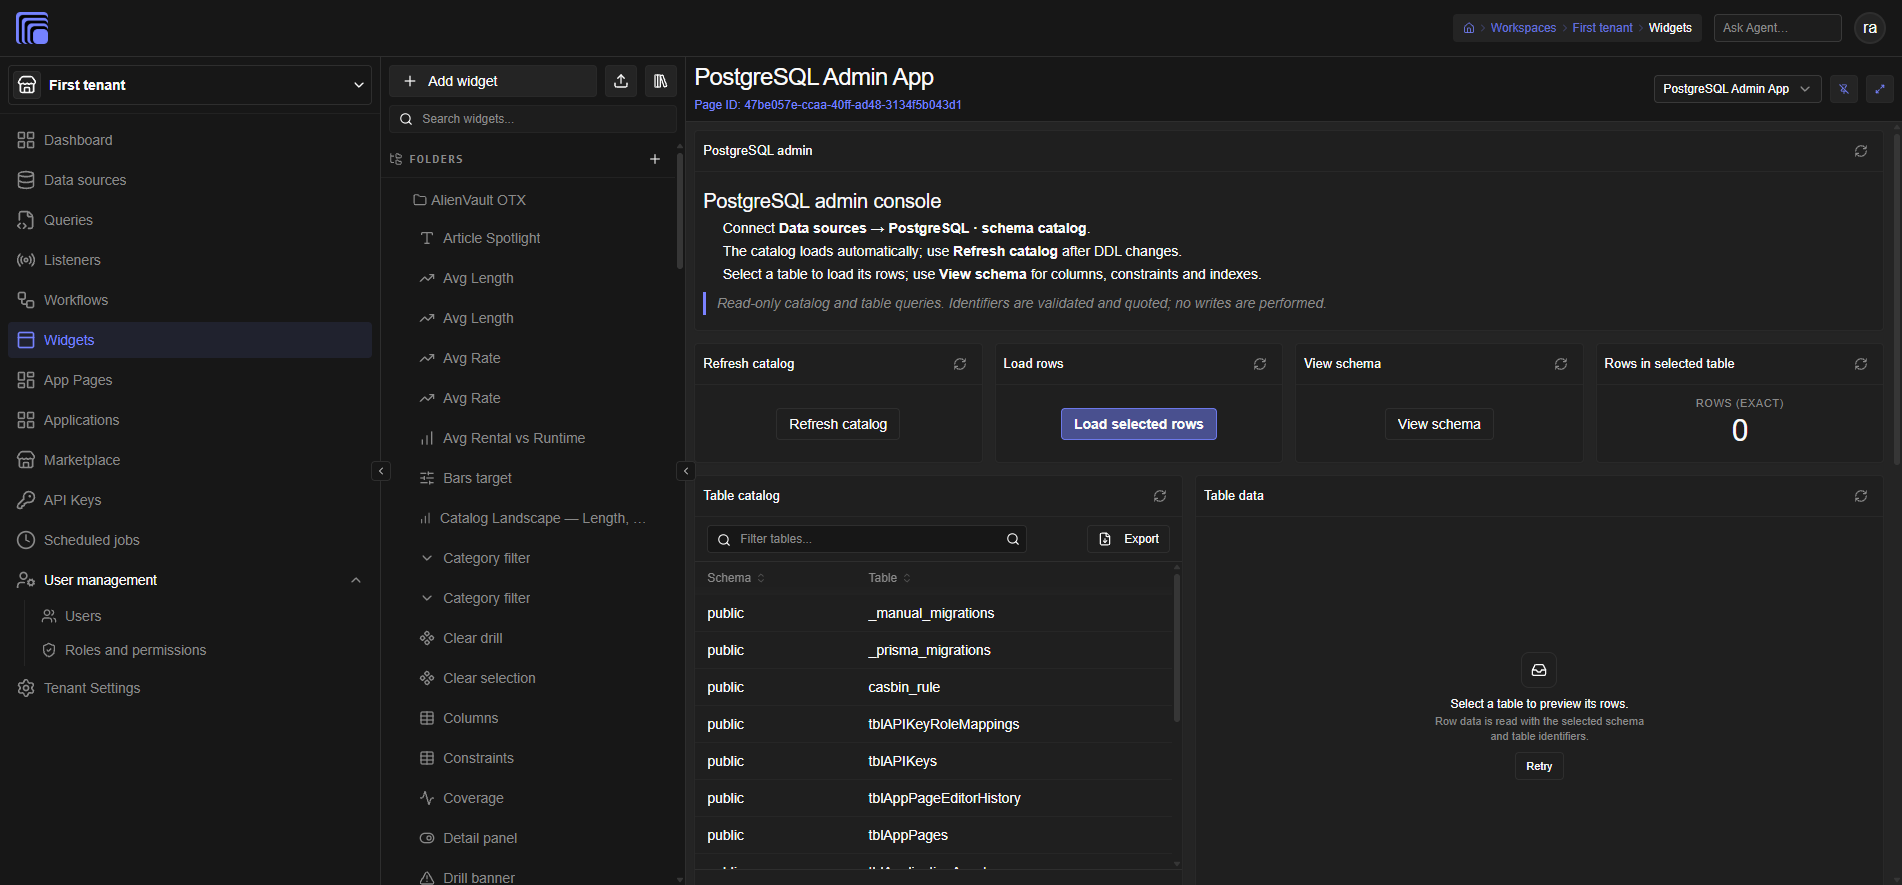 Workspaces
First tenant
Widgets
Ask Agent...
ra
First tenant
Dashboard
Data sources
Queries
Listeners
Workflows
Widgets
App Pages
Applications
Marketplace
API Keys
Scheduled jobs
User management
Users
Roles and permissions
Tenant Settings
Add widget
Search widgets...
FOLDERS
AlienVault OTX
Article Spotlight
Avg Length
Avg Length
Avg Rate
Avg Rate
Avg Rental vs Runtime
Bars target
Catalog Landscape — Length, ...
Category filter
Category filter
Clear drill
Clear selection
Columns
Constraints
Coverage
Detail panel
Drill banner
PostgreSQL Admin App
Page ID: 47be057e-ccaa-40ff-ad48-3134f5b043d1
PostgreSQL Admin App
PostgreSQL admin
PostgreSQL admin console
Connect Data sources → PostgreSQL · schema catalog.
The catalog loads automatically; use Refresh catalog after DDL changes.
Select a table to load its rows; use View schema for columns, constraints and indexes.
Read-only catalog and table queries. Identifiers are validated and quoted; no writes are performed.
Refresh catalog
Refresh catalog
Load rows
Load selected rows
View schema
View schema
Rows in selected table
ROWS (EXACT)
0
Table catalog
Filter tables...
Export
Schema Table
public _manual_migrations
public _prisma_migrations
public casbin_rule
public tblAPIKeyRoleMappings
public tblAPIKeys
public tblAppPageEditorHistory
public tblAppPages
Table data
Select a table to preview its rows.
Row data is read with the selected schema
and table identifiers.
Retry